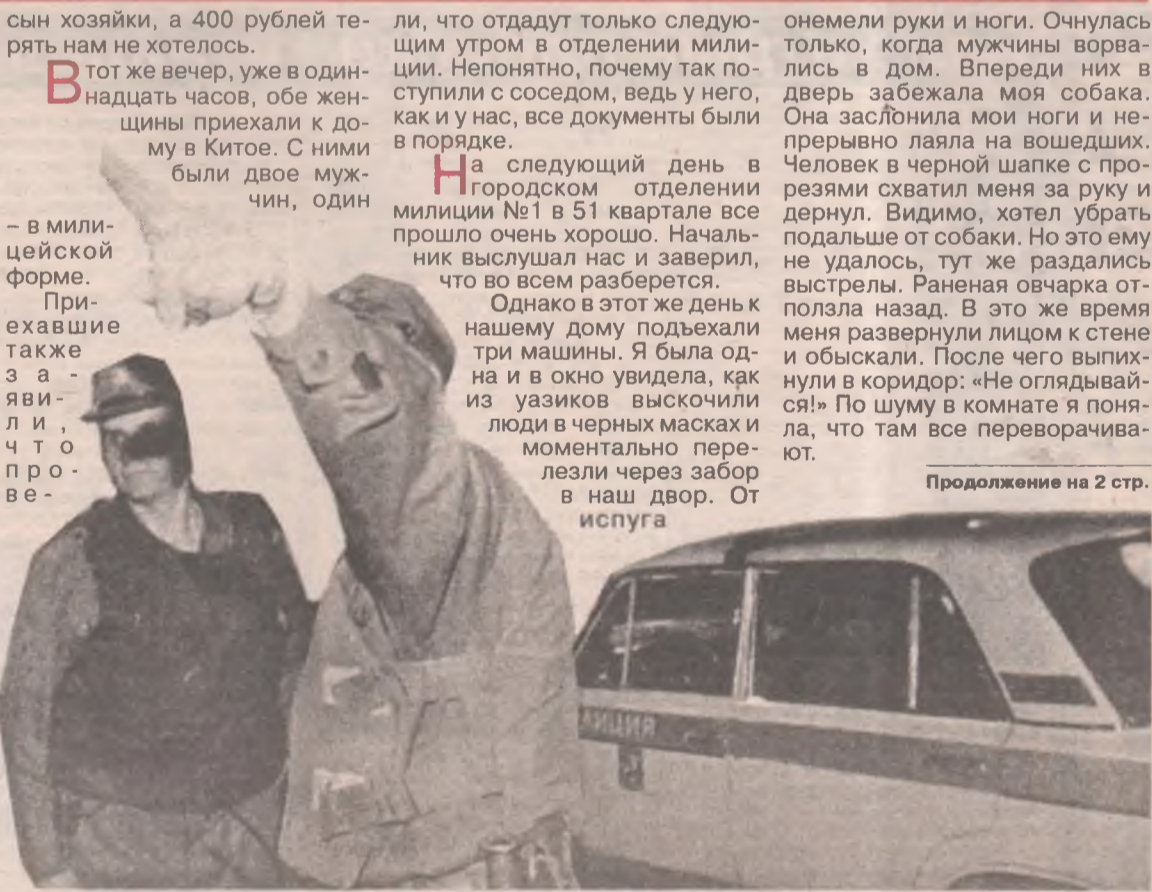 сын хозяйки, а 400 рублей те-
рять нам не хотелось.
В тот же вечер, уже в один-
надцать часов, обе жен-
щины приехали к до-
му в Китое. С ними
были двое муж-
чин, один
– в мили-
цейской
форме.
При-
ехавшие
также
за-
яви-
ли,
что
про-
ве-
ли, что отдадут только следую-
щим утром в отделении мили-
ции. Непонятно, почему так по-
ступили с соседом, ведь у него,
как и у нас, все документы были
в порядке.
На следующий день в
городском отделении
милиции №1 в 51 квартале все
прошло очень хорошо. Началь-
ник выслушал нас и заверил,
что во всем разберется.
Однако в этот же день к
нашему дому подъехали
три машины. Я была од-
на и в окно увидела, как
из уазиков выскочили
люди в черных масках и
моментально пере-
лезли через забор
в наш двор. От
испуга
онемели руки и ноги. Очнулась
только, когда мужчины ворва-
лись в дом. Впереди них в
дверь забежала моя собака.
Она заслонила мои ноги и не-
прерывно лаяла на вошедших.
Человек в черной шапке с про-
резями схватил меня за руку и
дернул. Видимо, хотел убрать
подальше от собаки. Но это ему
не удалось, тут же раздались
выстрелы. Раненая овчарка от-
ползла назад. В это же время
меня развернули лицом к стене
и обыскали. После чего выпих-
нули в коридор: «Не оглядывай-
ся!» По шуму в комнате я поня-
ла, что там все переворачива-
ют.
Продолжение на 2 стр.
ЛИЦИЯ